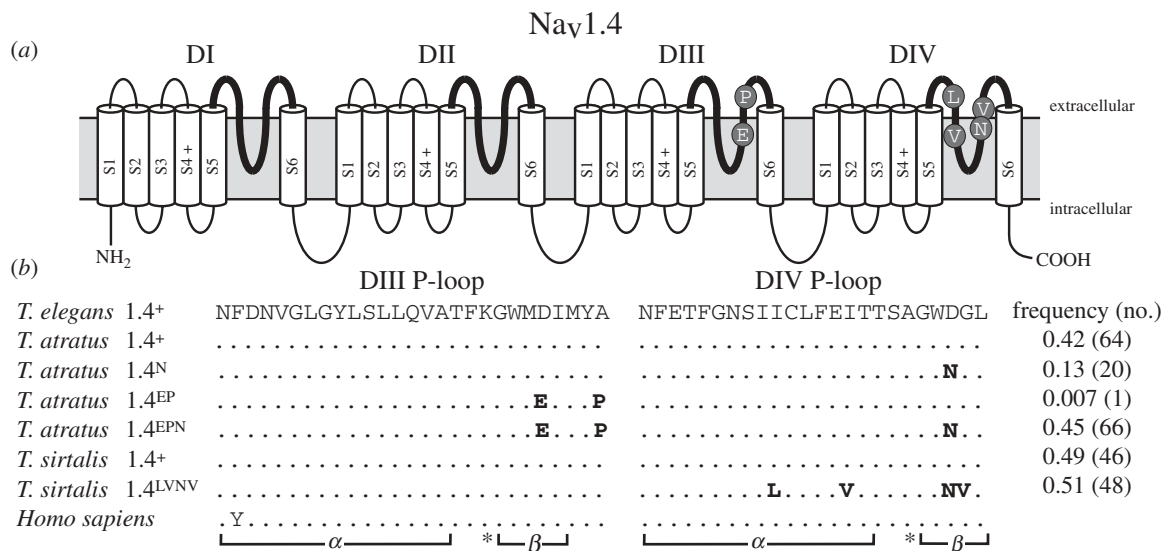 Nav1.4
(a)
DI DII DIII DIV
P E L V V N
extracellular
intracellular
S1 S2 S3 S4 + S5 S6 S1 S2 S3 S4 + S5 S6 S1 S2 S3 S4 + S5 S6 S1 S2 S3 S4 + S5 S6
NH2
COOH
(b)
DIII P-loop DIV P-loop
T. elegans 1.4+ NFDNVGLGYLSLLQVATFKGWMDIMYA NFETFGNSIICLFEITTSAGWDGL frequency (no.)
T. atratus 1.4+ ........................... ........................ 0.42 (64)
T. atratus 1.4N ........................... .....................N.. 0.13 (20)
T. atratus 1.4EP ......................E...P ........................ 0.007 (1)
T. atratus 1.4EPN ......................E...P .....................N.. 0.45 (66)
T. sirtalis 1.4+ ........................... ........................ 0.49 (46)
T. sirtalis 1.4LVNV ........................... .........L....V......NV. 0.51 (48)
Homo sapiens .Y......................... ........................
α * β α * β